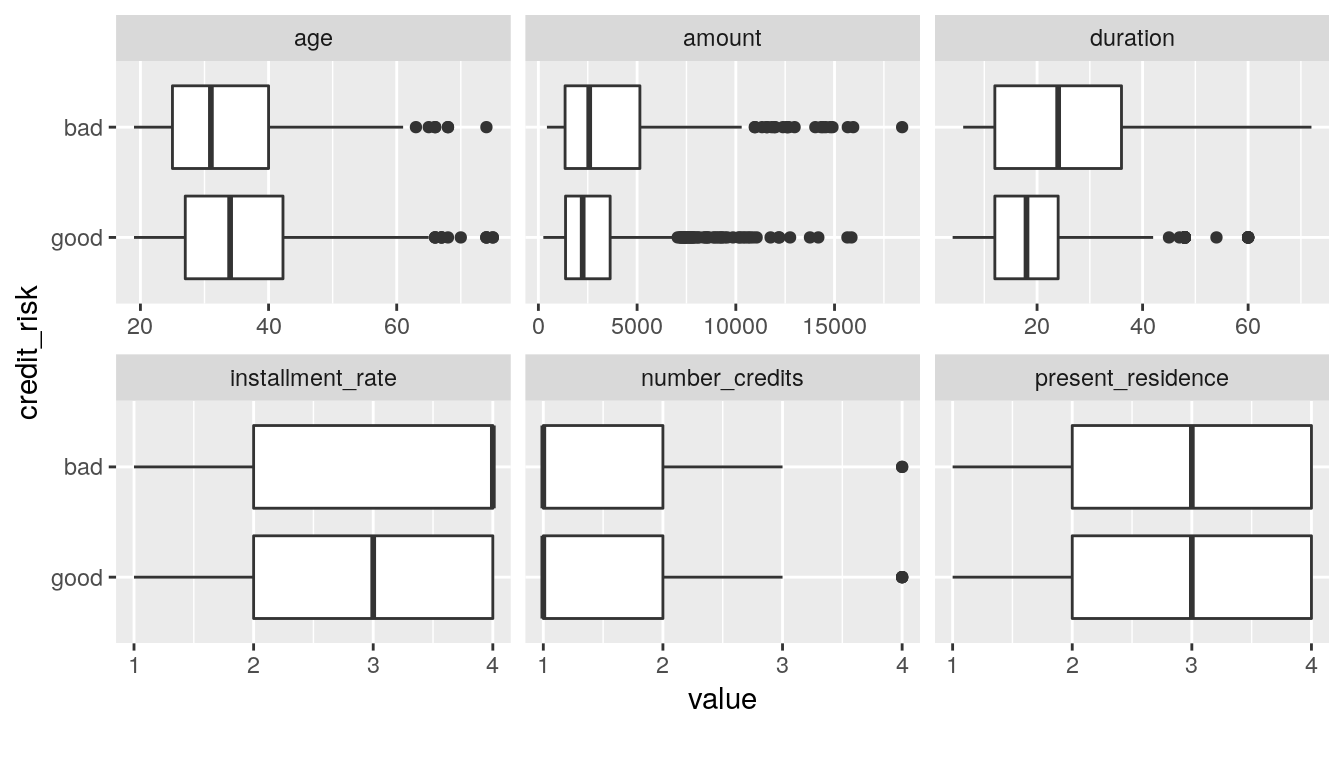 age amount duration
bad
good
20 40 60 0 5000 10000 15000 20 40 60
credit_risk
installment_rate number_credits present_residence
bad
good
1 2 3 4 1 2 3 4 1 2 3 4
value